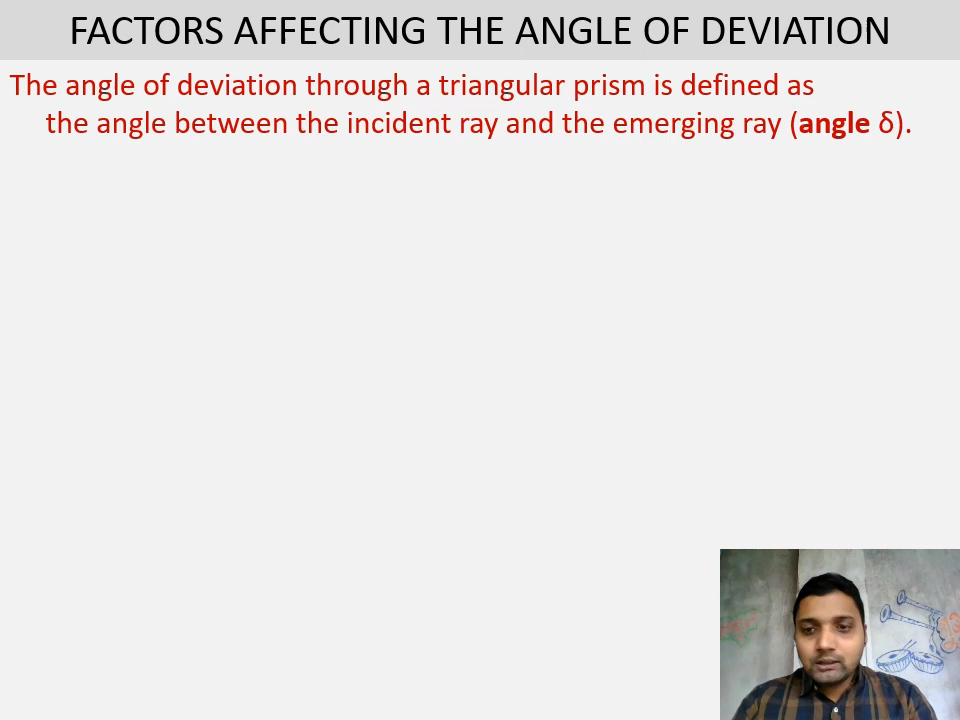 FACTORS AFFECTING THE ANGLE OF DEVIATION
The angle of deviation through a triangular prism is defined as
the angle between the incident ray and the emerging ray (angle δ).